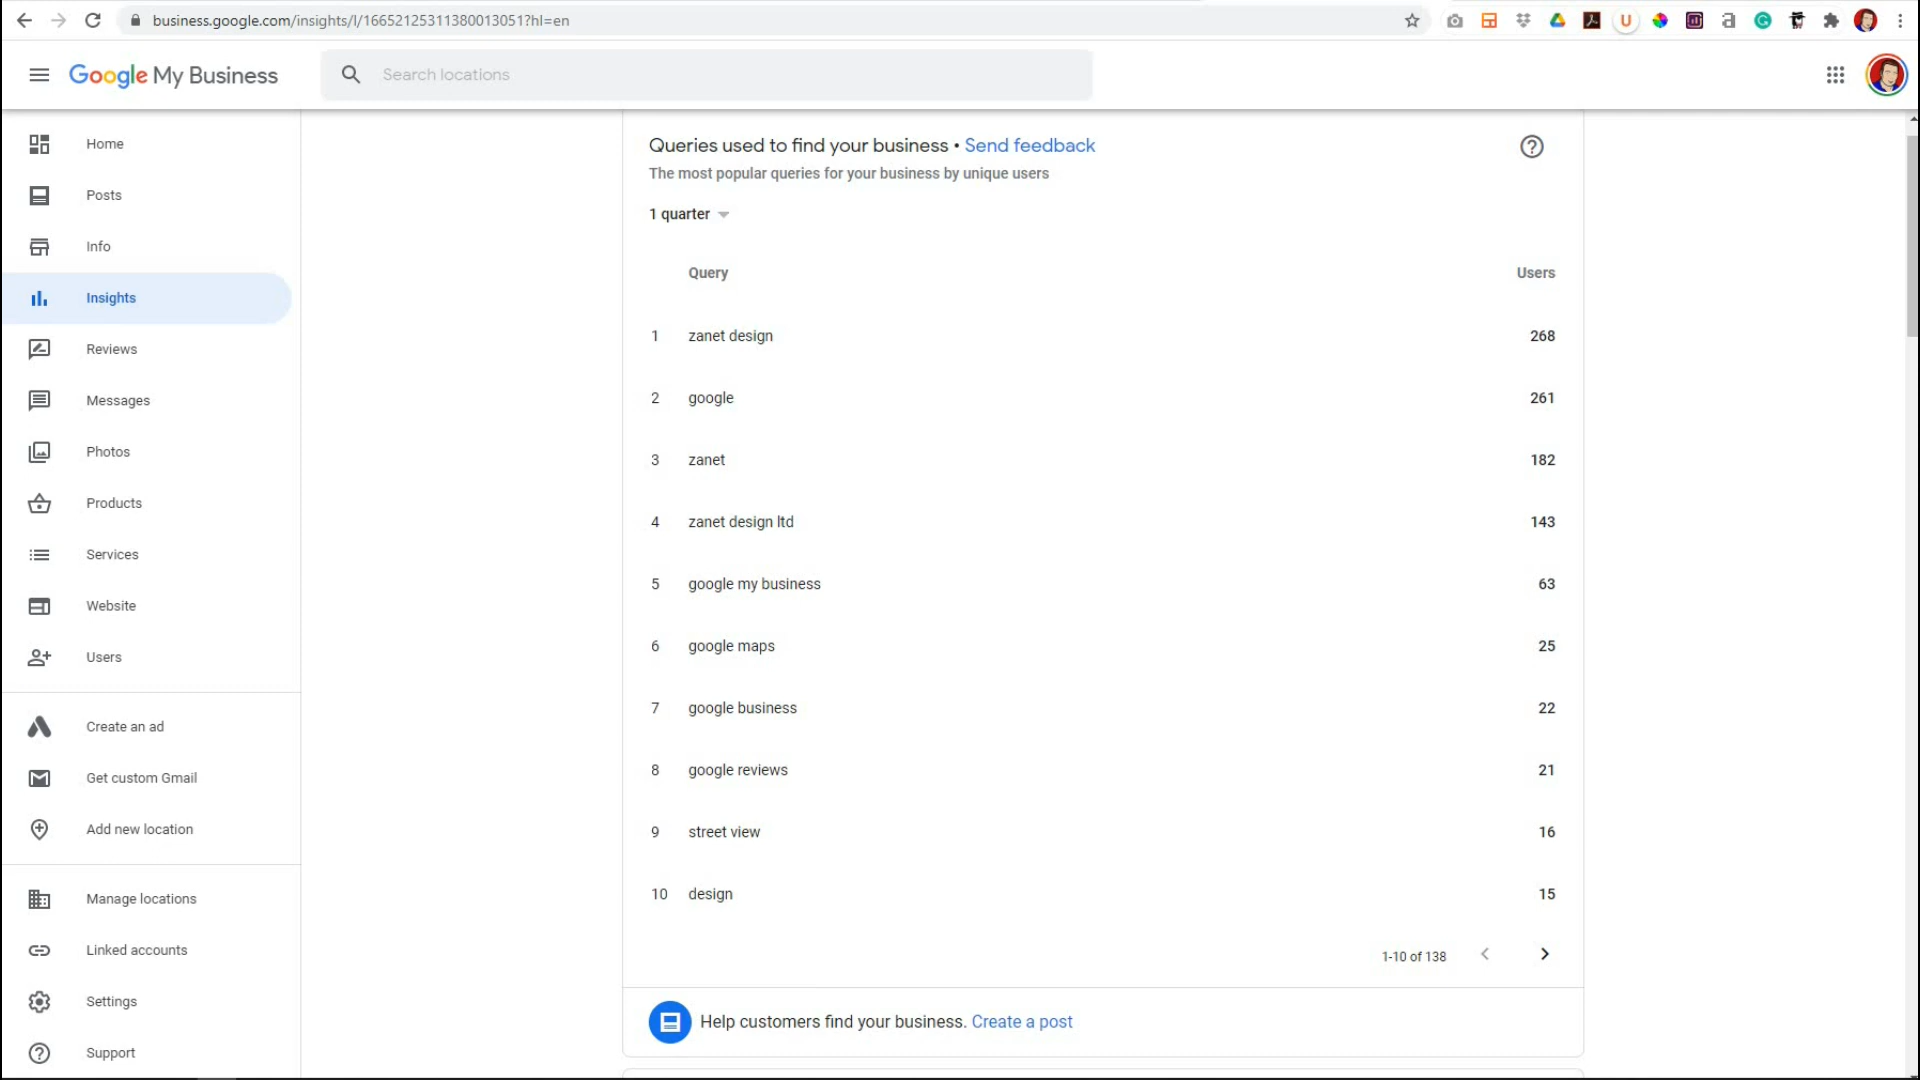 business.google.com/insights/l/16652125311380013051?hl=en
Google My Business
Search locations
Home
Posts
Info
Insights
Reviews
Messages
Photos
Products
Services
Website
Users
Create an ad
Get custom Gmail
Add new location
Manage locations
Linked accounts
Settings
Support
Queries used to find your business • Send feedback
The most popular queries for your business by unique users
1 quarter
Query Users
1 zanet design 268
2 google 261
3 zanet 182
4 zanet design ltd 143
5 google my business 63
6 google maps 25
7 google business 22
8 google reviews 21
9 street view 16
10 design 15
1-10 of 138
Help customers find your business. Create a post